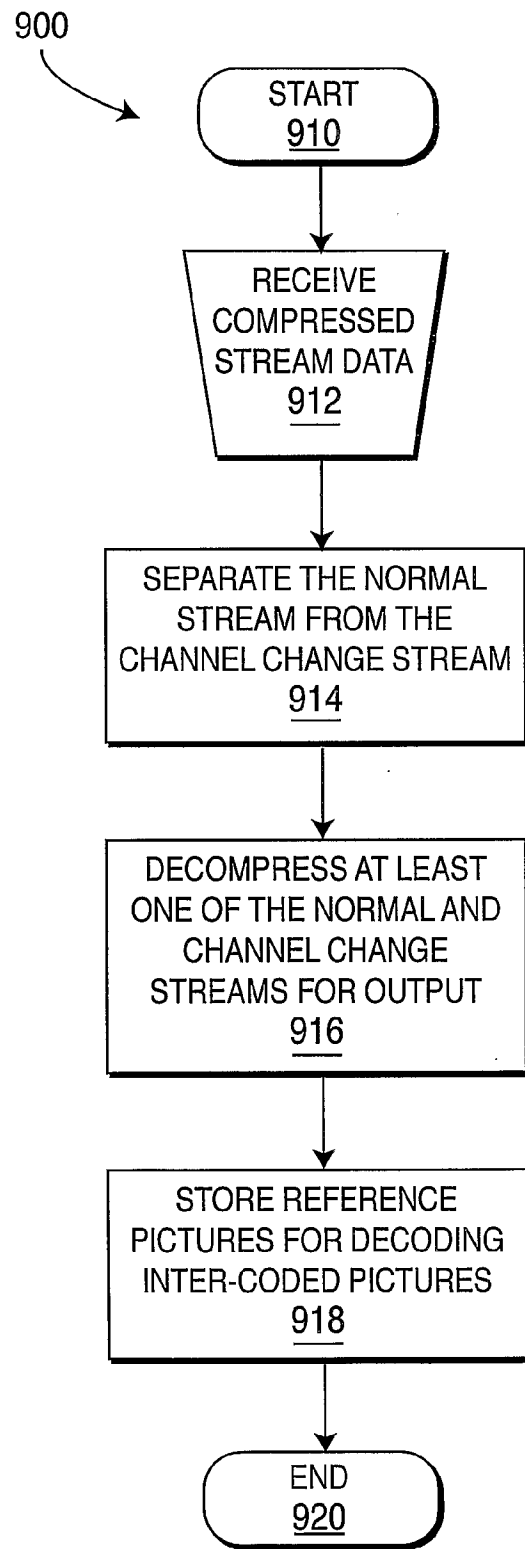 900
START
910
RECEIVE
COMPRESSED
STREAM DATA
912
SEPARATE THE NORMAL
STREAM FROM THE
CHANNEL CHANGE STREAM
914
DECOMPRESS AT LEAST
ONE OF THE NORMAL AND
CHANNEL CHANGE
STREAMS FOR OUTPUT
916
STORE REFERENCE
PICTURES FOR DECODING
INTER-CODED PICTURES
918
END
920